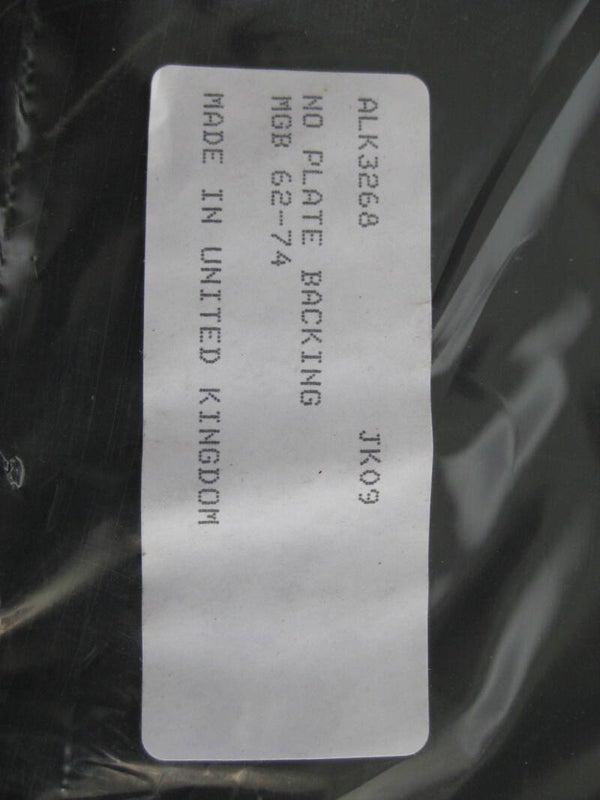 ALK3268 JK09
NO PLATE BACKING
MGB 62-74
MADE IN UNITED KINGDOM